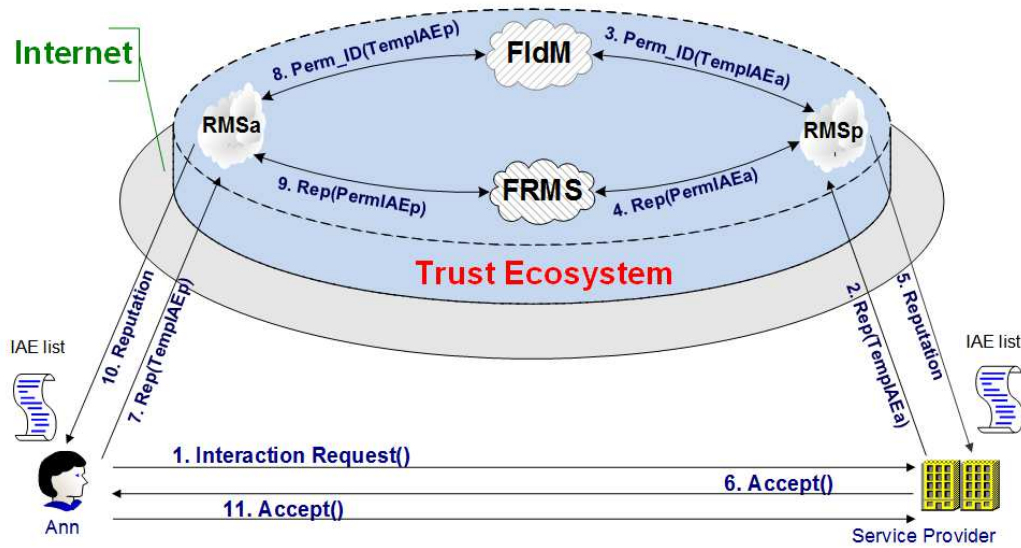 Internet
8. Perm_ID(TempIAEp)
FIdM
3. Perm_ID(TempIAEa)
RMSa
RMSp
9. Rep(PermIAEp)
FRMS
4. Rep(PermIAEa)
Trust Ecosystem
10. Reputation
7. Rep(TempIAEp)
2. Rep(TempIAEa)
5. Reputation
IAE list
IAE list
1. Interaction Request()
6. Accept()
11. Accept()
Ann
Service Provider